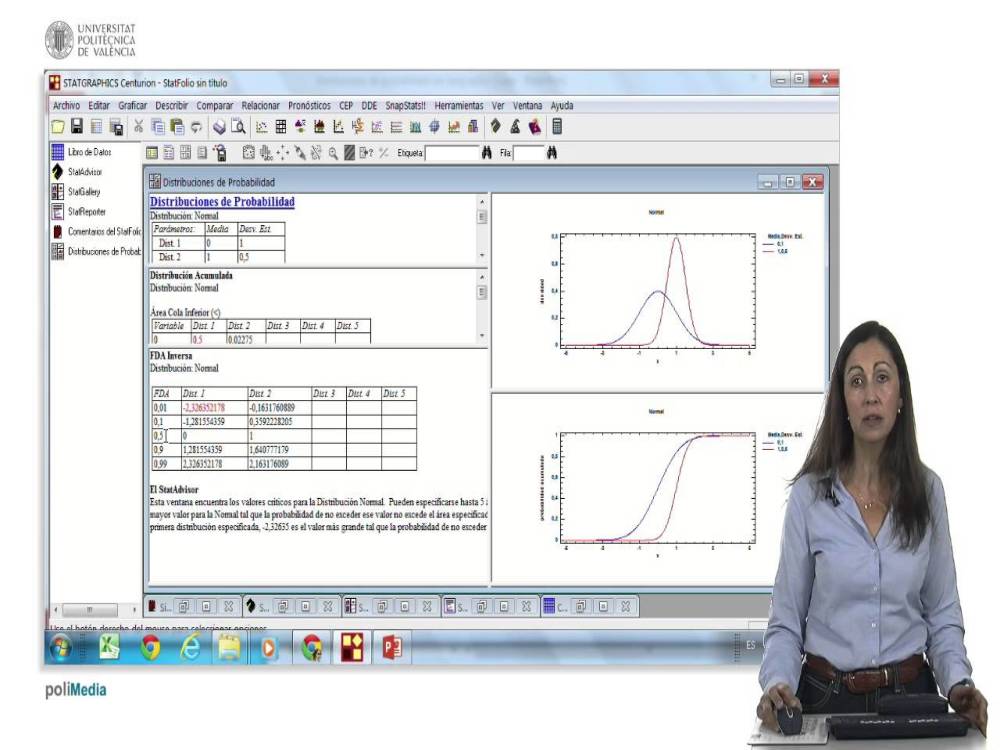 UNIVERSITAT
POLITÈCNICA
DE VALÈNCIA
STATGRAPHICS Centurion - StatFolio sin título
Archivo Editar Graficar Describir Comparar Relacionar Pronósticos CEP DDE SnapStats!! Herramientas Ver Ventana Ayuda
Etiqueta Fila:
Libro de Datos
StatAdvisor
StatGallery
StatReporter
Comentarios del StatFolic
Distribuciones de Probat
Distribuciones de Probabilidad
Distribuciones de Probabilidad
Distribución: Normal
Parámetros: Media Desv. Est.
Dist. 1 0 1
Dist. 2 1 0,5
Distribución Acumulada
Distribución: Normal
Área Cola Inferior (<)
Variable Dist. 1 Dist. 2 Dist. 3 Dist. 4 Dist. 5
0 0,5 0,02275
FDA Inversa
Distribución: Normal
FDA Dist. 1 Dist. 2 Dist. 3 Dist. 4 Dist. 5
0,01 -2,326352178 -0,1631760889
0,1 -1,281554359 0,3592228205
0,5 0 1
0,9 1,281554359 1,640777179
0,99 2,326352178 2,163176089
El StatAdvisor
Esta ventana encuentra los valores críticos para la Distribución Normal. Pueden especificarse hasta 5
mayor valor para la Normal tal que la probabilidad de no exceder ese valor no excede el área especificad
primera distribución especificada, -2,32635 es el valor más grande tal que la probabilidad de no exceder
Normal
Media,Desv. Est.
0,1
1,0,5
densidad
x
Normal
Media,Desv. Est.
0,1
1,0,5
probabilidad acumulada
x
Si... S... S... S... C...
Use el botón derecho del mouse para seleccionar opciones
ES
poliMedia